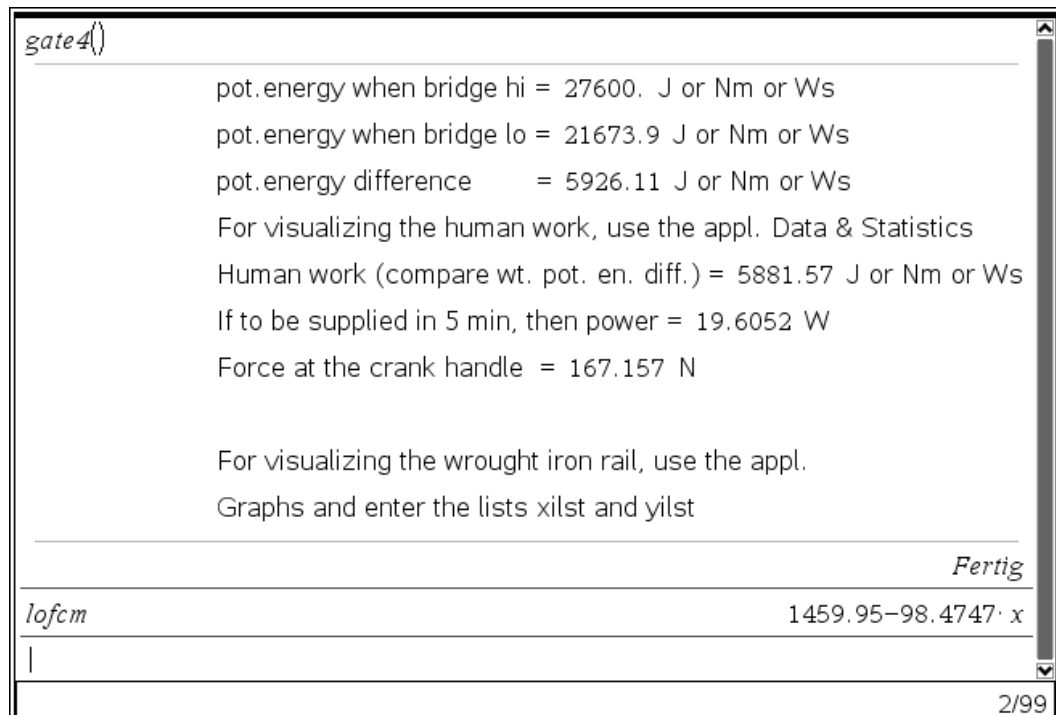 gate4()
pot.energy when bridge hi = 27600. J or Nm or Ws
pot.energy when bridge lo = 21673.9 J or Nm or Ws
pot.energy difference = 5926.11 J or Nm or Ws
For visualizing the human work, use the appl. Data & Statistics
Human work (compare wt. pot. en. diff.) = 5881.57 J or Nm or Ws
If to be supplied in 5 min, then power = 19.6052 W
Force at the crank handle = 167.157 N
For visualizing the wrought iron rail, use the appl.
Graphs and enter the lists xilst and yilst
Fertig
lofcm 1459.95−98.4747· x
2/99